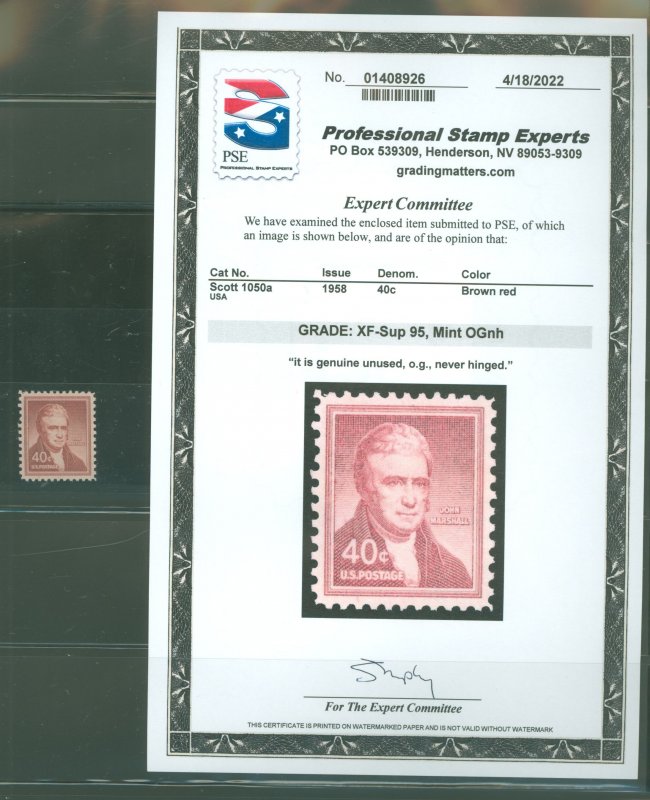 No. 01408926 4/18/2022
PSE
PROFESSIONAL STAMP EXPERTS
Professional Stamp Experts
PO Box 539309, Henderson, NV 89053-9309
gradingmatters.com
Expert Committee
We have examined the enclosed item submitted to PSE, of which
an image is shown below, and are of the opinion that:
Cat No. Issue Denom. Color
Scott 1050a 1958 40c Brown red
USA
GRADE: XF-Sup 95, Mint OGnh
“it is genuine unused, o.g., never hinged.”
JOHN
MARSHALL
40¢
U.S. POSTAGE
40¢
U.S. POSTAGE
For The Expert Committee
THIS CERTIFICATE IS PRINTED ON WATERMARKED PAPER AND IS NOT VALID WITHOUT WATERMARK